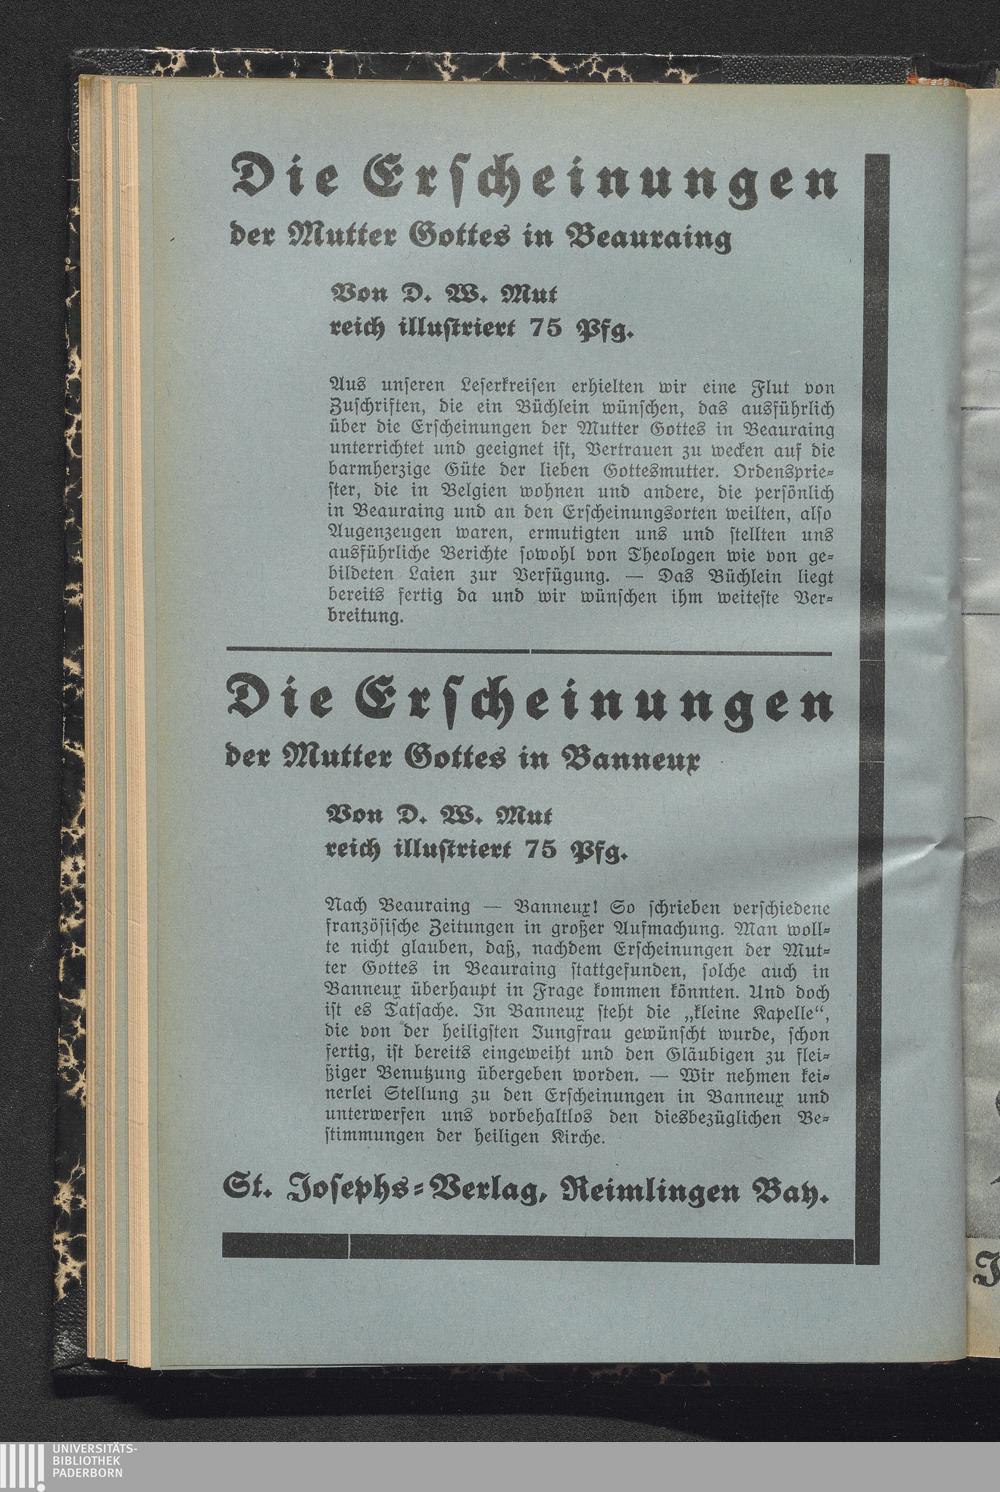 Die Erscheinungen
der Mutter Gottes in Beauraing
Von D. W. Mut
reich illustriert 75 Pfg.
Aus unseren Leserkreisen erhielten wir eine Flut von
Zuschriften, die ein Büchlein wünschen, das ausführlich
über die Erscheinungen der Mutter Gottes in Beauraing
unterrichtet und geeignet ist, Vertrauen zu wecken auf die
barmherzige Güte der lieben Gottesmutter. Ordensprie-
ster, die in Belgien wohnen und andere, die persönlich
in Beauraing und an den Erscheinungsorten weilten, also
Augenzeugen waren, ermutigten uns und stellten uns
ausführliche Berichte sowohl von Theologen wie von ge-
bildeten Laien zur Verfügung. — Das Büchlein liegt
bereits fertig da und wir wünschen ihm weiteste Ver-
breitung.
Die Erscheinungen
der Mutter Gottes in Banneux
Von D. W. Mut
reich illustriert 75 Pfg.
Nach Beauraing — Banneux! So schrieben verschiedene
französische Zeitungen in großer Aufmachung. Man woll-
te nicht glauben, daß, nachdem Erscheinungen der Mut-
ter Gottes in Beauraing stattgefunden, solche auch in
Banneux überhaupt in Frage kommen könnten. Und doch
ist es Tatsache. In Banneux steht die „kleine Kapelle“,
die von der heiligsten Jungfrau gewünscht wurde, schon
fertig, ist bereits eingeweiht und den Gläubigen zu flei-
ßiger Benutzung übergeben worden. — Wir nehmen kei-
nerlei Stellung zu den Erscheinungen in Banneux und
unterwerfen uns vorbehaltlos den diesbezüglichen Be-
stimmungen der heiligen Kirche.
St. Josephs-Verlag, Reimlingen Bay.
UNIVERSITÄTS-
BIBLIOTHEK
PADERBORN